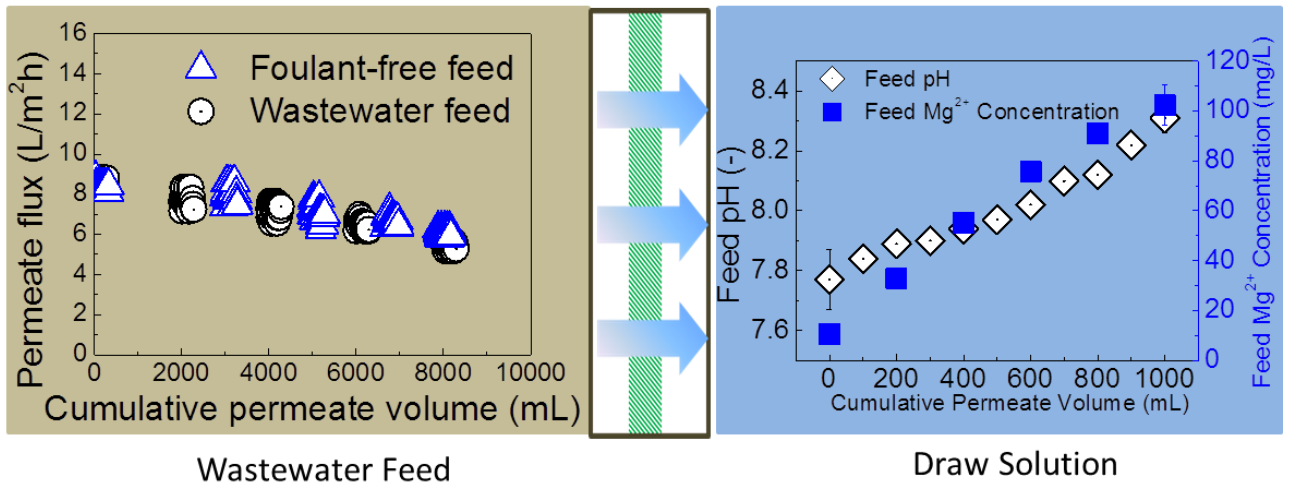 16
14
12
10
8
6
4
2
0
Permeate flux (L/m²h)
Foulant-free feed
Wastewater feed
0 2000 4000 6000 8000 10000
Cumulative permeate volume (mL)
Wastewater Feed
8.4
8.2
8.0
7.8
7.6
Feed pH (-)
Feed pH
Feed Mg²⁺ Concentration
120
100
80
60
40
20
0
Feed Mg²⁺ Concentration (mg/L)
0 200 400 600 800 1000
Cumulative Permeate Volume (mL)
Draw Solution